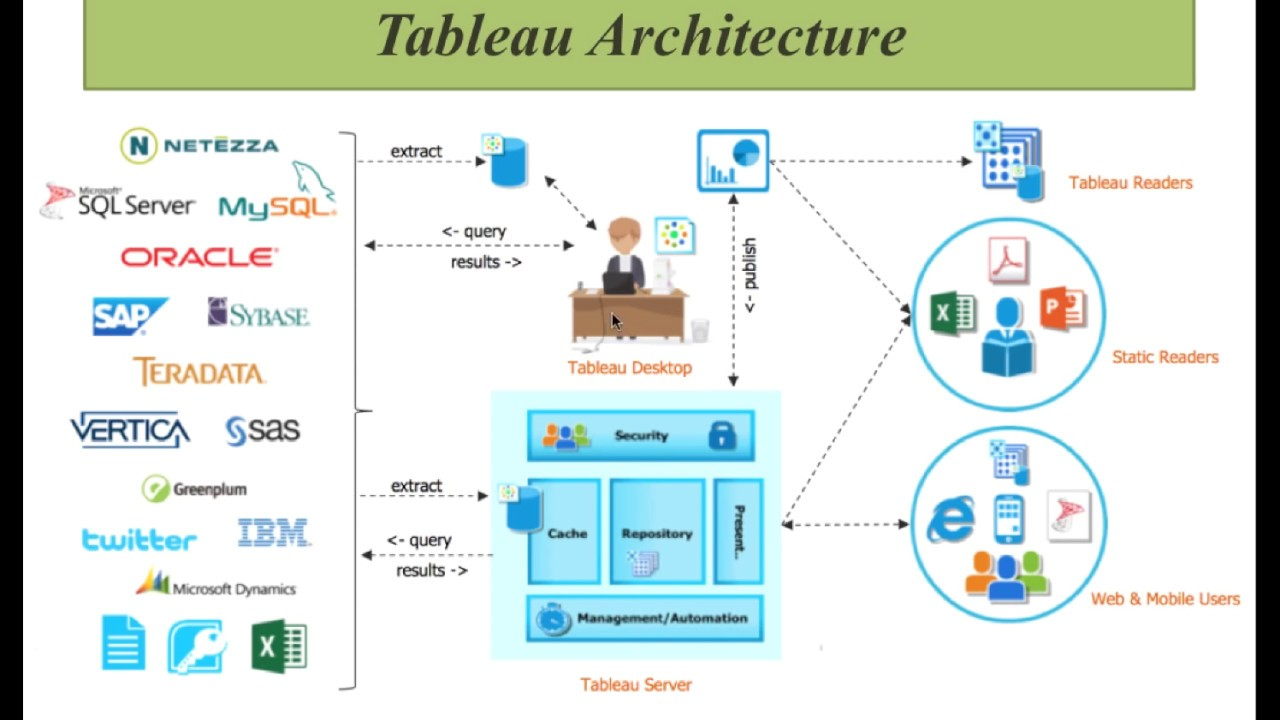 Tableau Architecture
N NETEZZA
Microsoft®
SQL Server
MySQL®
ORACLE®
SAP
SYBASE
TERADATA
VERTICA
sas
Greenplum
twitter
IBM
Microsoft Dynamics
X
extract
<- query
results ->
Tableau Desktop
<- publish
Tableau Readers
X
P
Static Readers
extract
<- query
results ->
Security
Cache
Repository
Present..
Management/Automation
Tableau Server
Web & Mobile Users